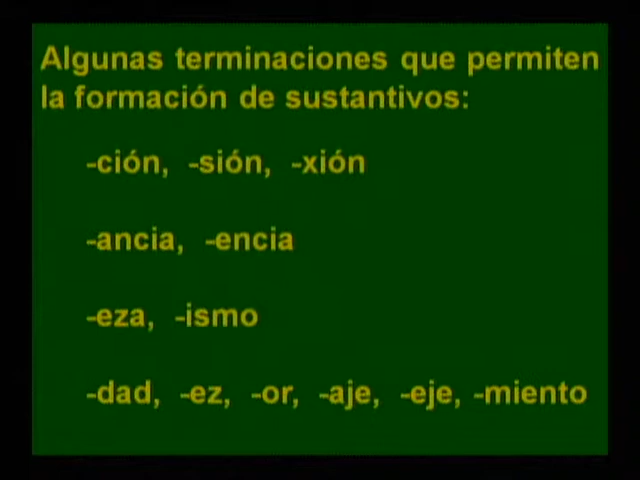 Algunas terminaciones que permiten
la formación de sustantivos:
-ción, -sión, -xión
-ancia, -encia
-eza, -ismo
-dad, -ez, -or, -aje, -eje, -miento